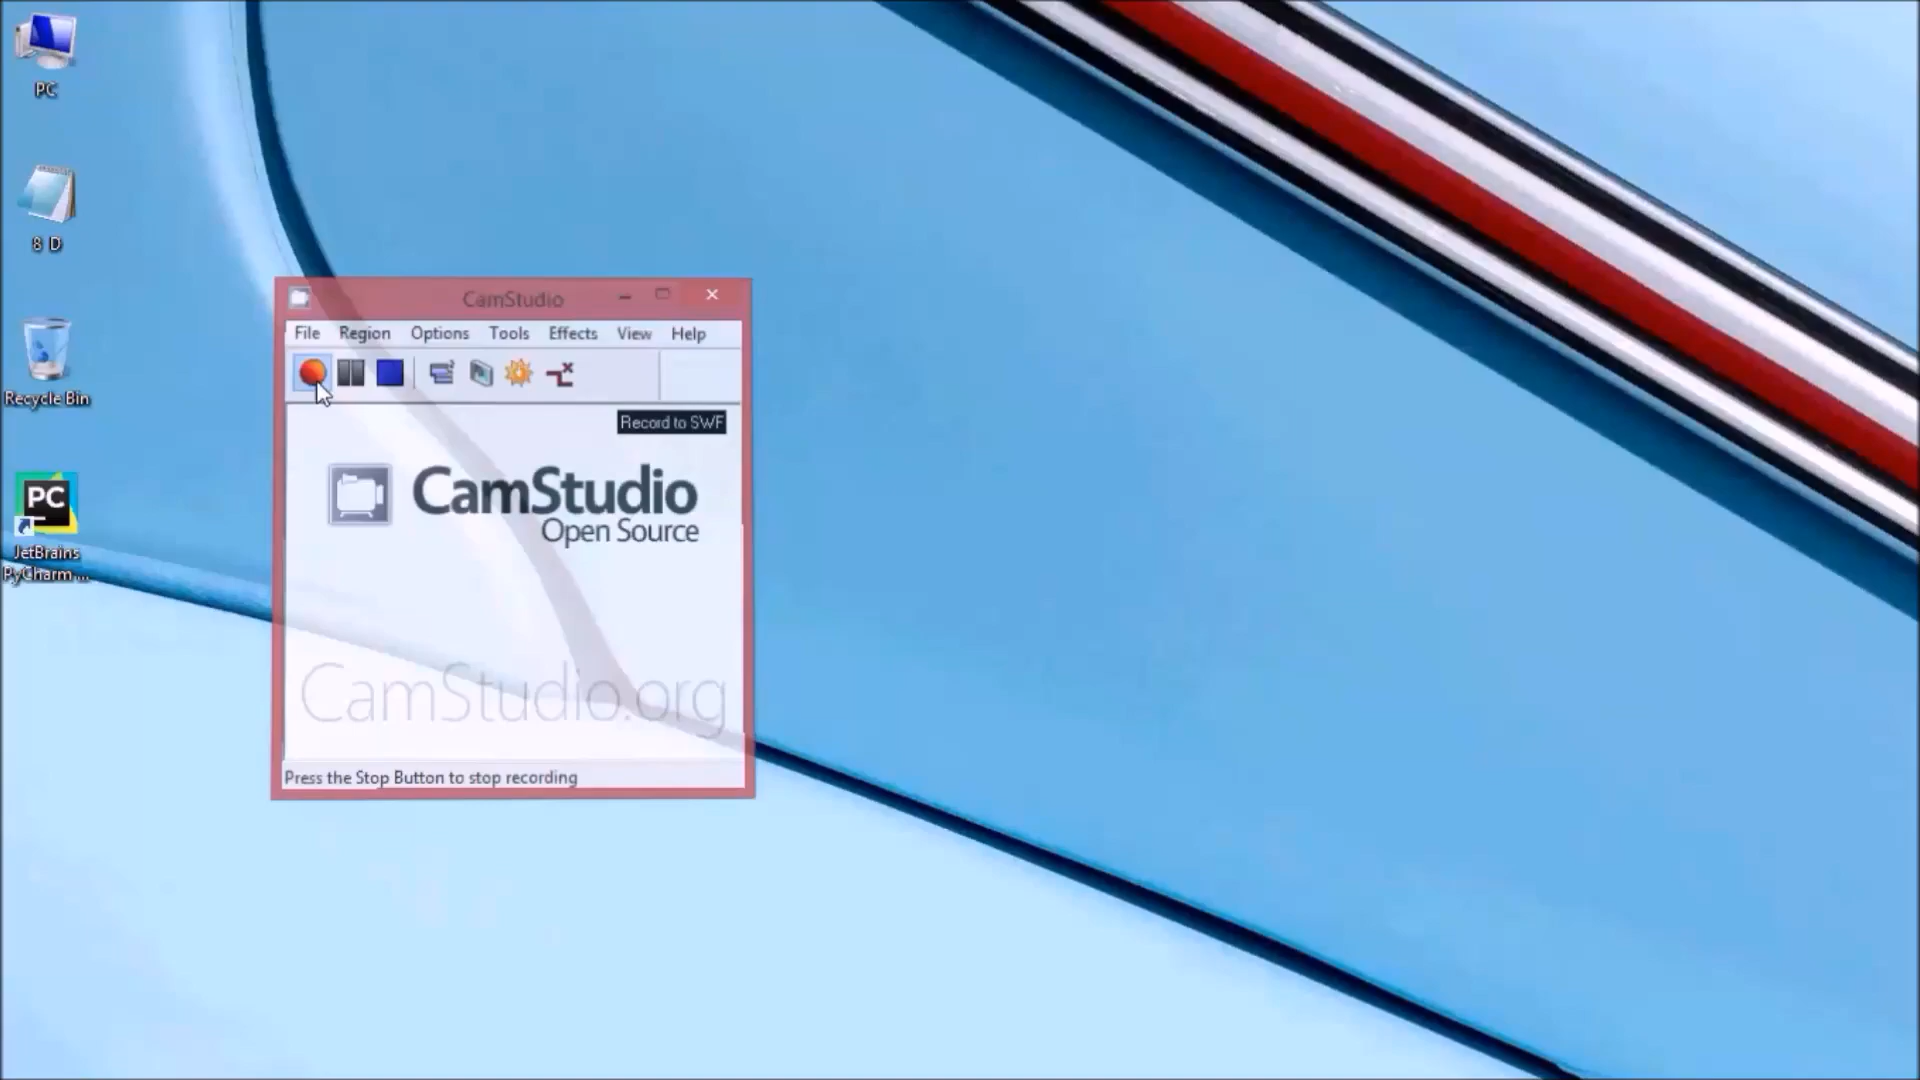 PC
8 D
Recycle Bin
PC
JetBrains
PyCharm ...
CamStudio
File Region Options Tools Effects View Help
Record to SWF
CamStudio
Open Source
CamStudio.org
Press the Stop Button to stop recording